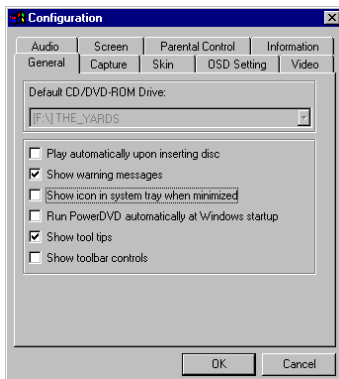 Configuration
Audio Screen Parental Control Information
General Capture Skin OSD Setting Video
Default CD/DVD-ROM Drive:
[F:\] THE_YARDS
Play automatically upon inserting disc
Show warning messages
Show icon in system tray when minimized
Run PowerDVD automatically at Windows startup
Show tool tips
Show toolbar controls
OK Cancel